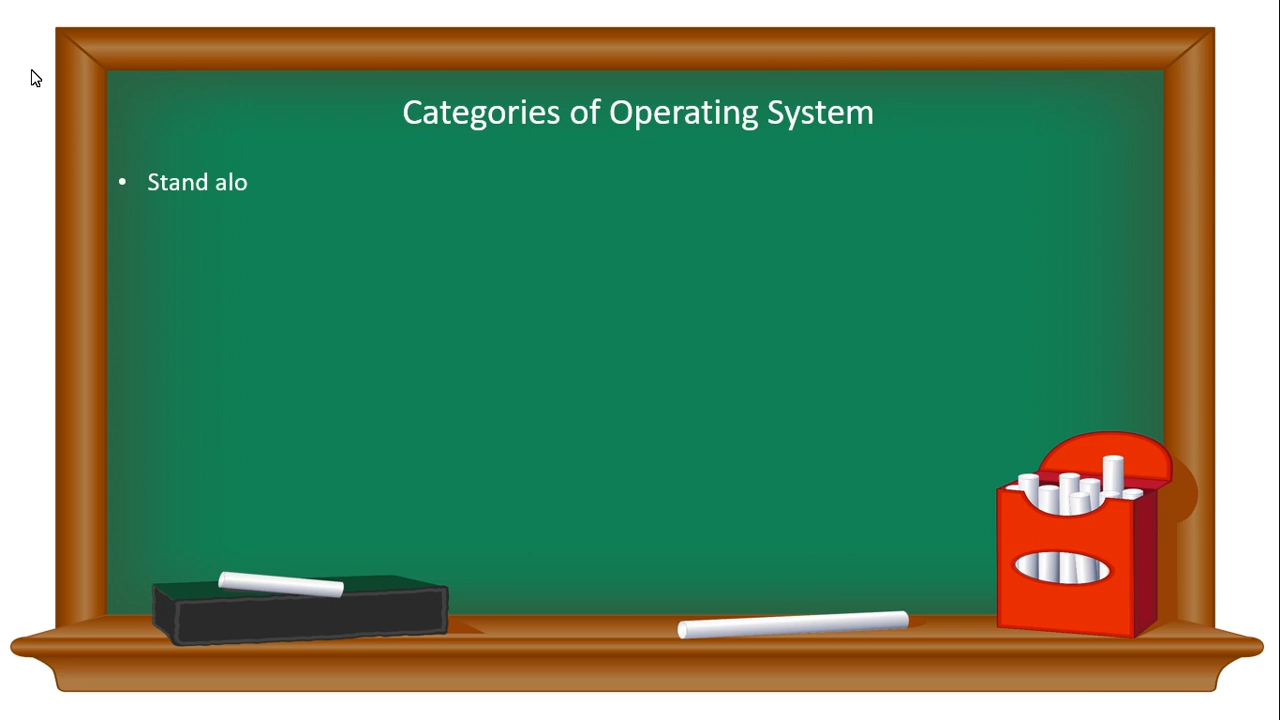 Categories of Operating System
• Stand alo